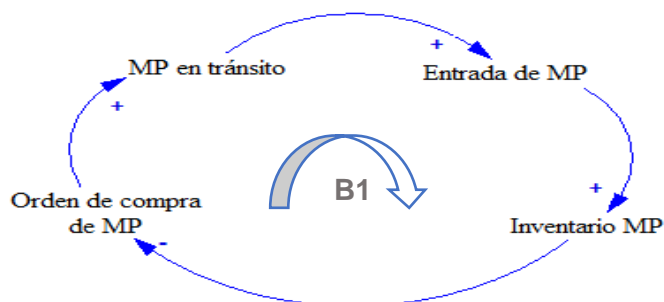 MP en tránsito
+
Entrada de MP
+
+
Orden de compra
de MP
-
B1
+
Inventario MP